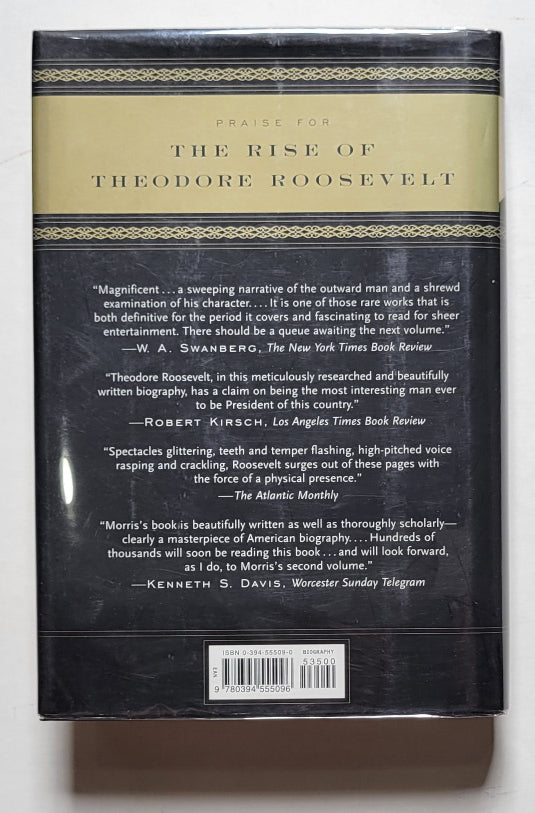 PRAISE FOR
THE RISE OF
THEODORE ROOSEVELT
“Magnificent . . . a sweeping narrative of the outward man and a shrewd
examination of his character. . . . It is one of those rare works that is
both definitive for the period it covers and fascinating to read for sheer
entertainment. There should be a queue awaiting the next volume.”
—W. A. SWANBERG, The New York Times Book Review
“Theodore Roosevelt, in this meticulously researched and beautifully
written biography, has a claim on being the most interesting man ever
to be President of this country.”
—ROBERT KIRSCH, Los Angeles Times Book Review
“Spectacles glittering, teeth and temper flashing, high-pitched voice
rasping and crackling, Roosevelt surges out of these pages with
the force of a physical presence.”
—The Atlantic Monthly
“Morris’s book is beautifully written as well as thoroughly scholarly—
clearly a masterpiece of American biography. . . . Hundreds of
thousands will soon be reading this book . . . and will look forward,
as I do, to Morris’s second volume.”
—KENNETH S. DAVIS, Worcester Sunday Telegram
ISBN 0-394-55509-0 BIOGRAPHY
53500
EAN
9 780394 555096